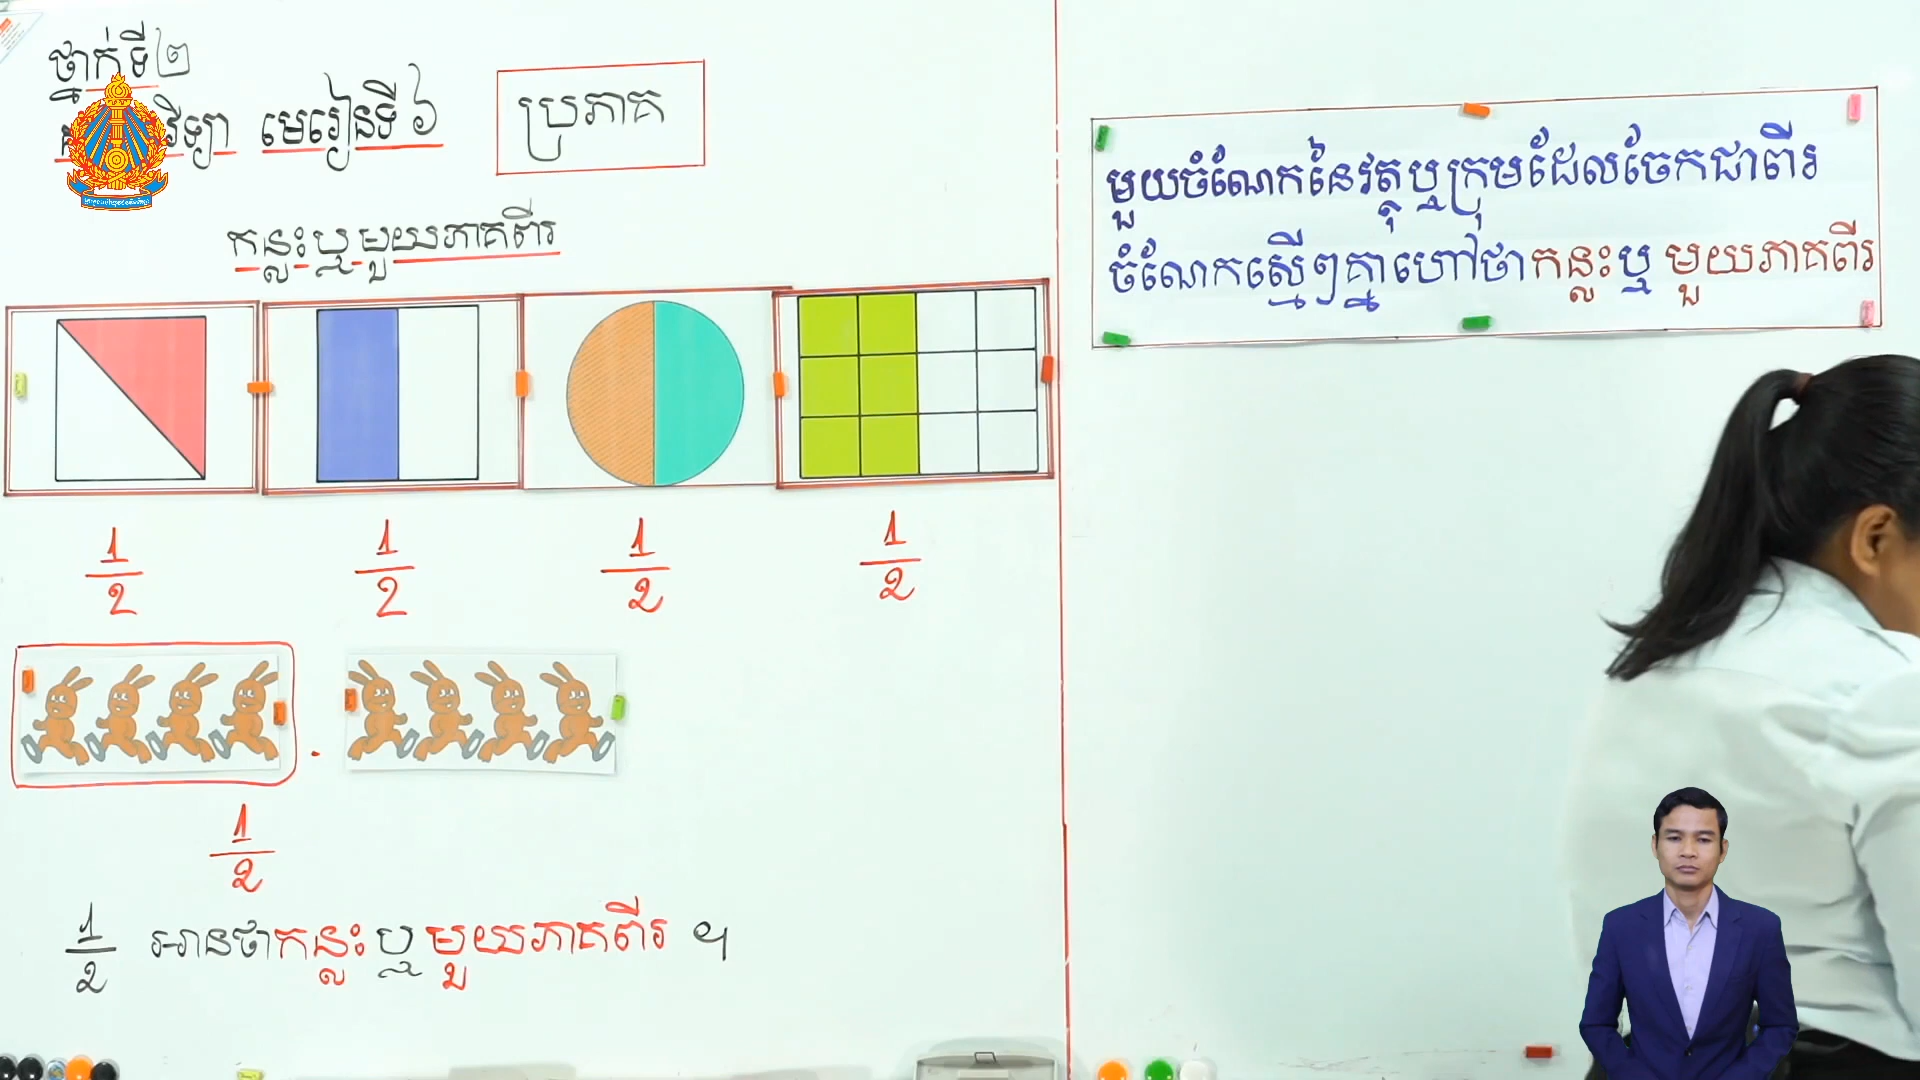 ថ្នាក់ទី២
វិទ្យា មេរៀនទី៦
ប្រភាគ
កន្លះឬមួយភាគពីរ
1/2 1/2 1/2 1/2
1/2
1/2 អានថាកន្លះឬមួយភាគពីរ ។
មួយចំណែកនៃវត្ថុឬក្រុមដែលចែកជាពីរ
ចំណែកស្មើៗគ្នាហៅថាកន្លះឬ មួយភាគពីរ